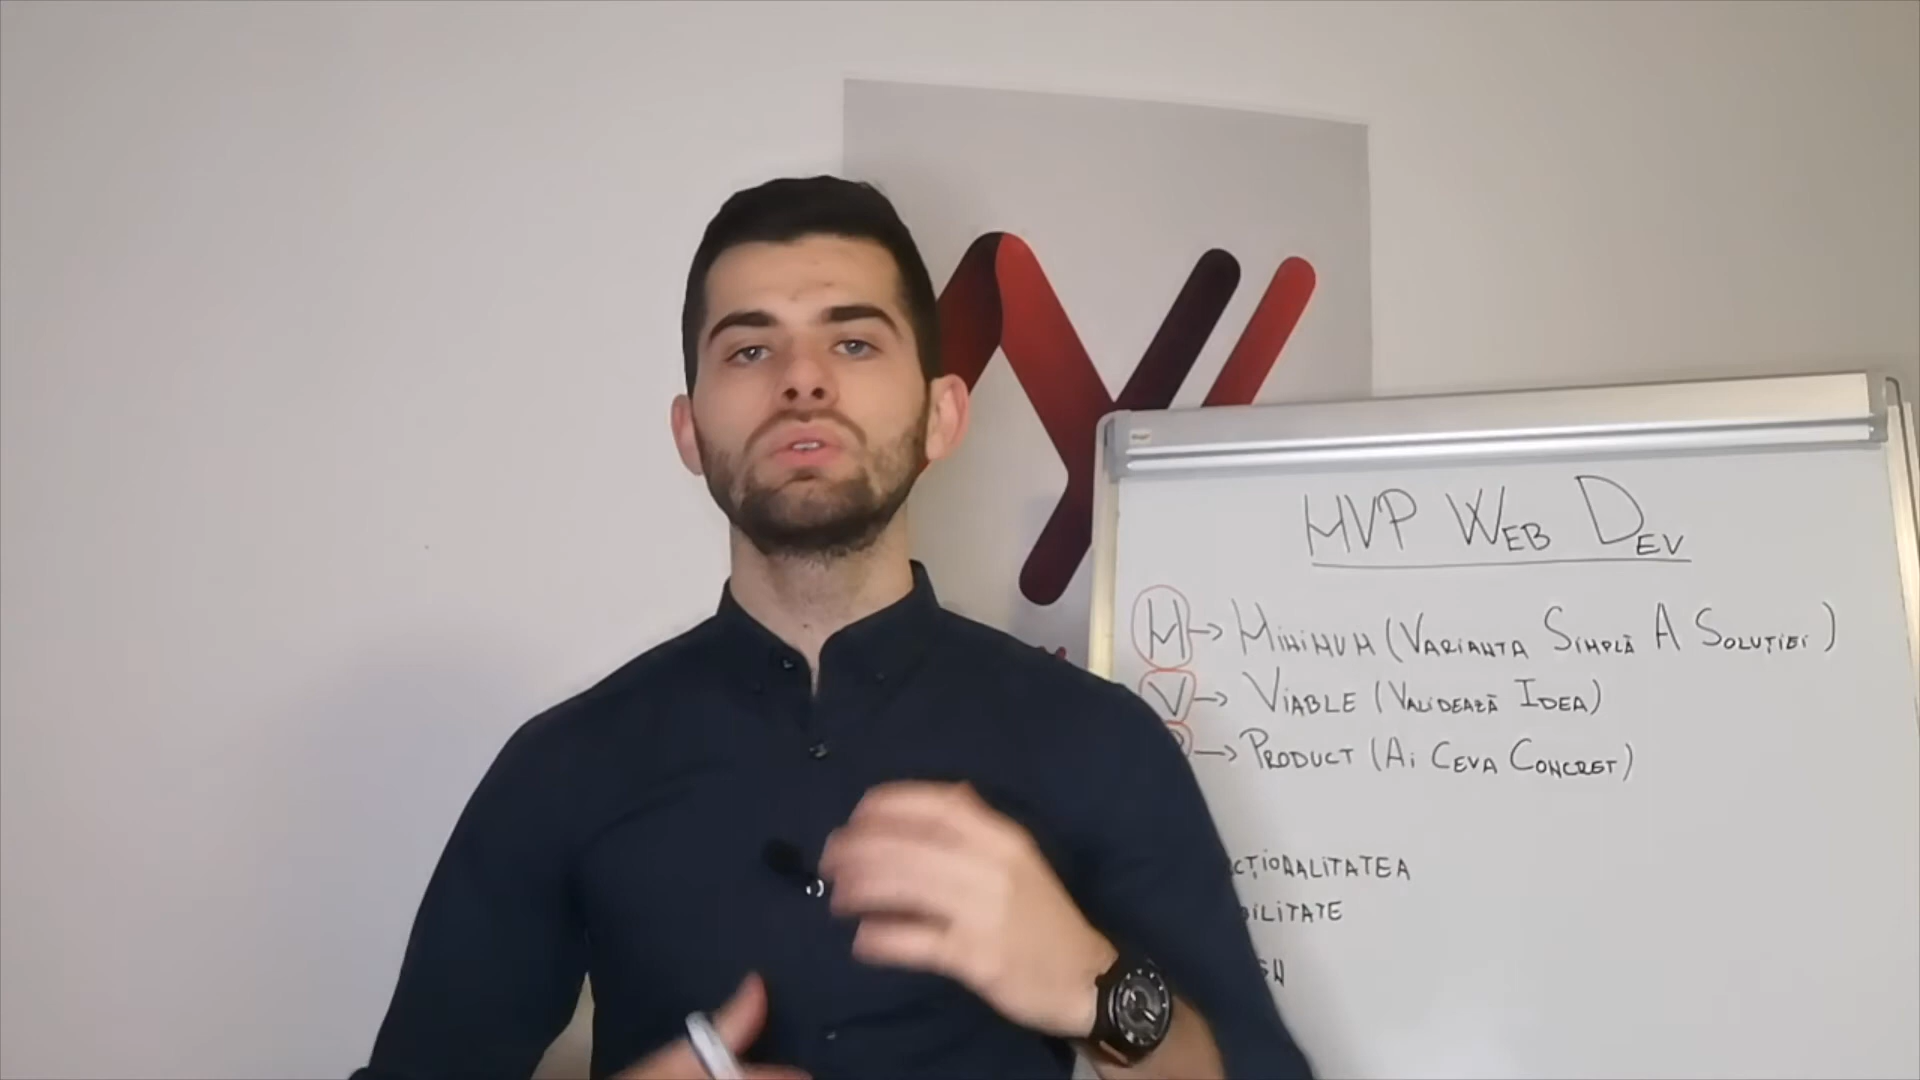 MVP WEB DEV
M → MINIMUM (VARIANTA SIMPLĂ A SOLUȚIEI)
V → VIABLE (VALIDEAZĂ IDEA)
→ PRODUCT (AI CEVA CONCRET)